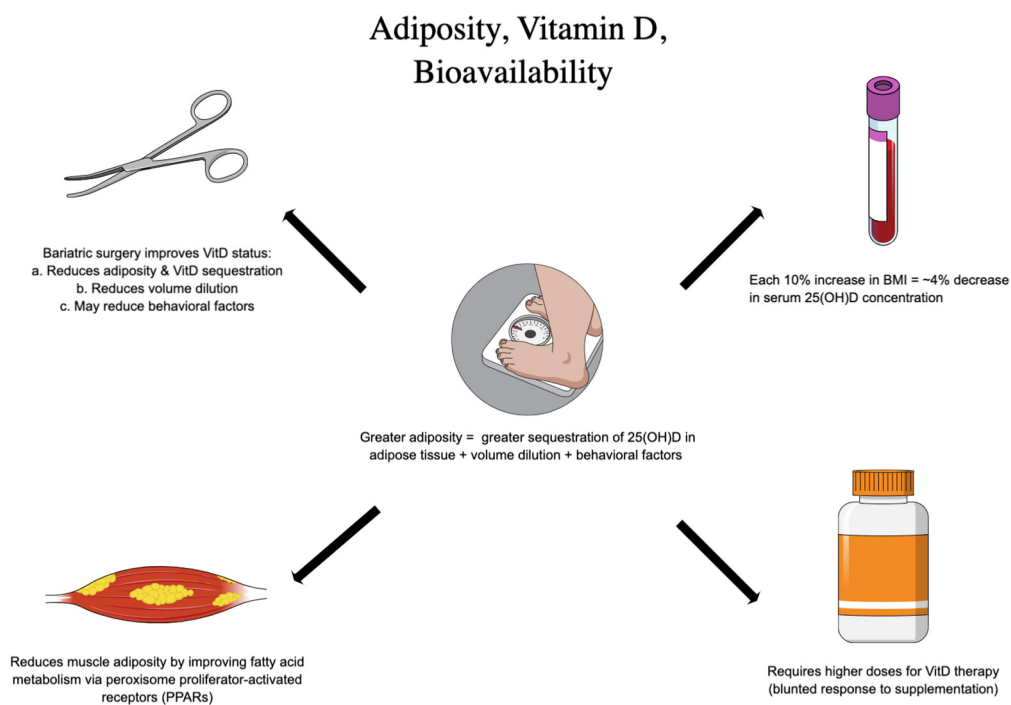 Adiposity, Vitamin D,
Bioavailability
Bariatric surgery improves VitD status:
a. Reduces adiposity & VitD sequestration
b. Reduces volume dilution
c. May reduce behavioral factors
Each 10% increase in BMI = ~4% decrease
in serum 25(OH)D concentration
Greater adiposity = greater sequestration of 25(OH)D in
adipose tissue + volume dilution + behavioral factors
Reduces muscle adiposity by improving fatty acid
metabolism via peroxisome proliferator-activated
receptors (PPARs)
Requires higher doses for VitD therapy
(blunted response to supplementation)